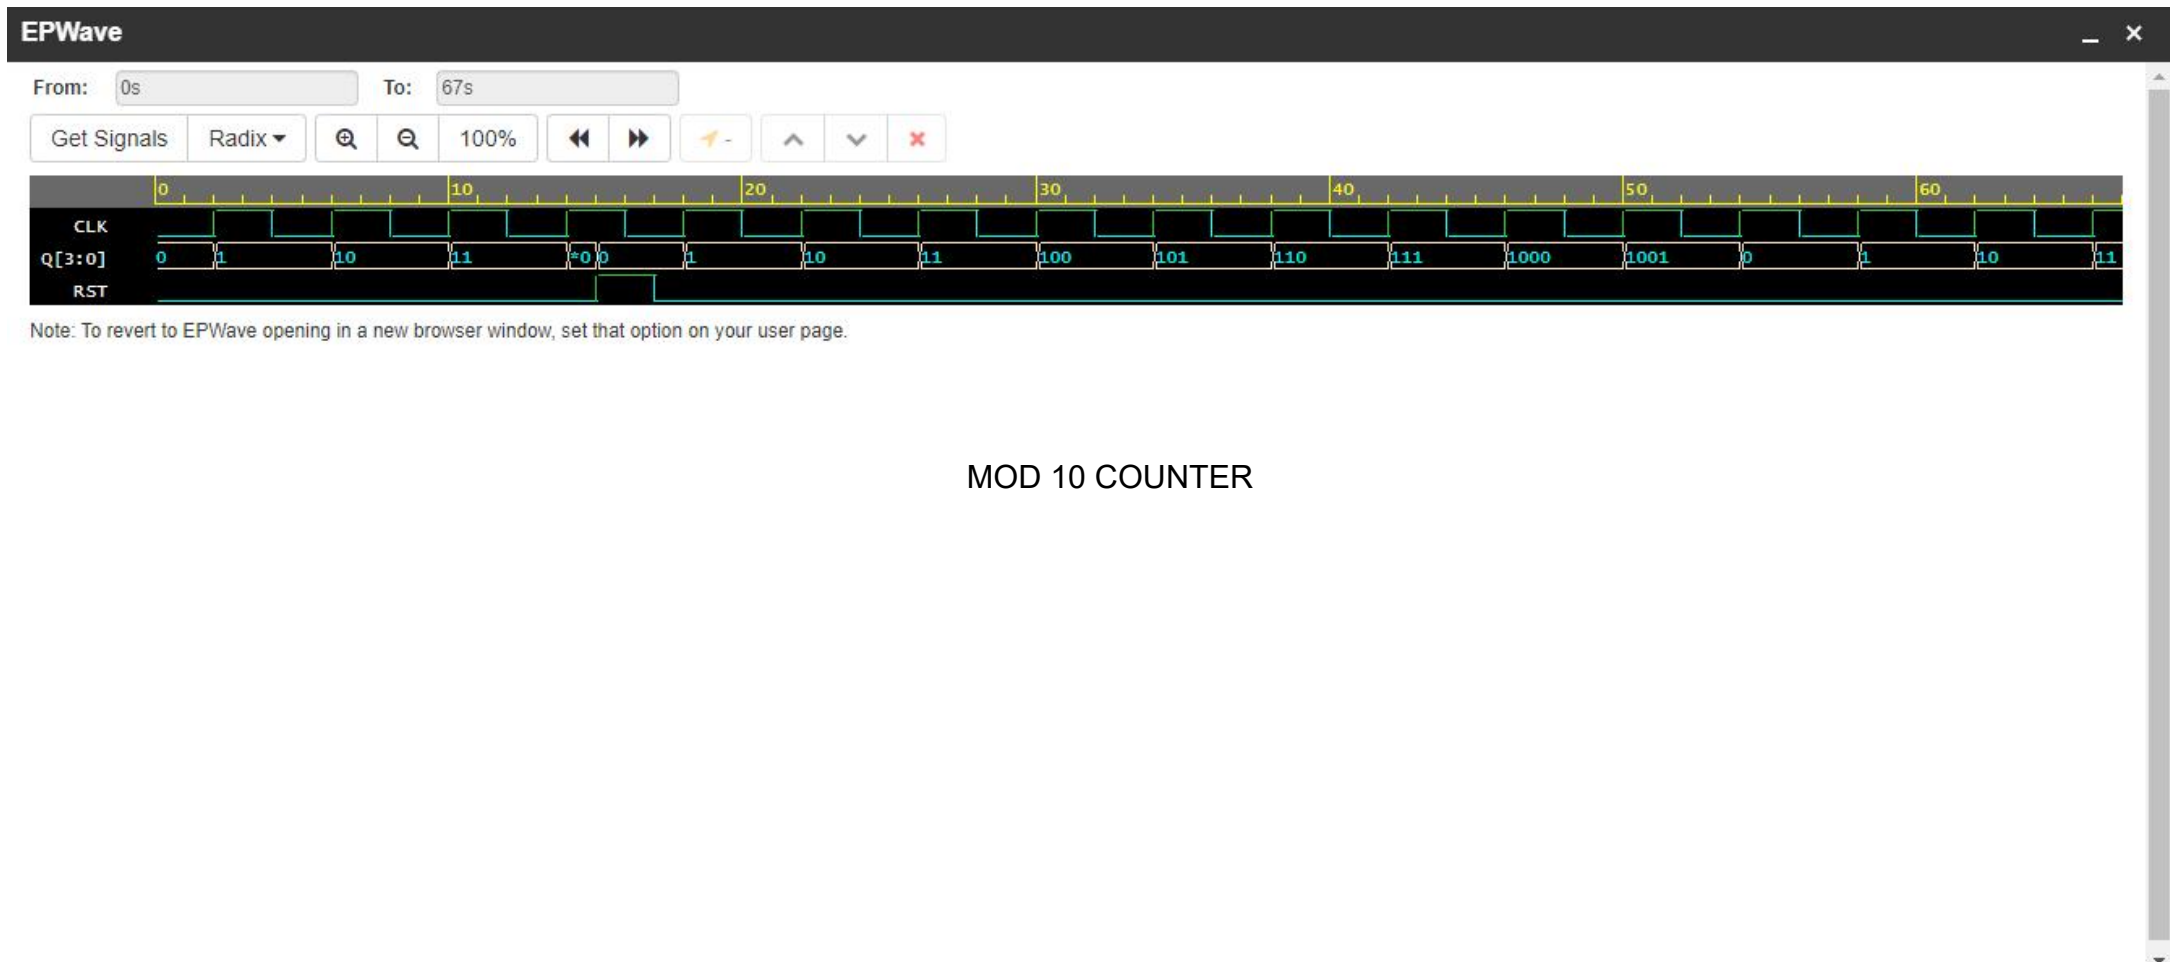 EPWave
From: 0s To: 67s
Get Signals Radix 100% -
0 10 20 30 40 50 60
CLK
Q[3:0] 0 1 10 11 *0 0 1 10 11 100 101 110 111 1000 1001 0 1 10 11
RST
Note: To revert to EPWave opening in a new browser window, set that option on your user page.
MOD 10 COUNTER